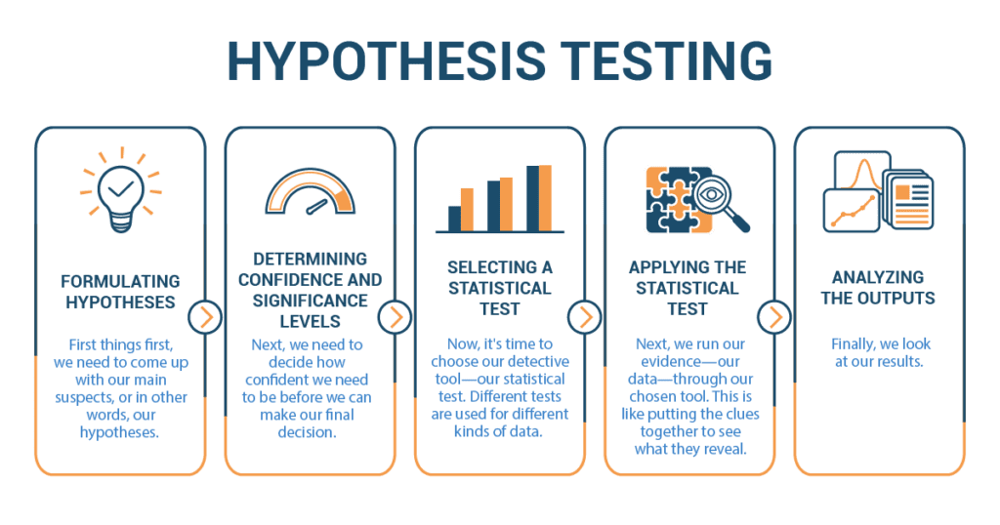 HYPOTHESIS TESTING
FORMULATING
HYPOTHESES
First things first,
we need to come up
with our main
suspects, or in other
words, our
hypotheses.
DETERMINING
CONFIDENCE AND
SIGNIFICANCE
LEVELS
Next, we need to
decide how
confident we need
to be before we can
make our final
decision.
SELECTING A
STATISTICAL
TEST
Now, it's time to
choose our detective
tool—our statistical
test. Different tests
are used for different
kinds of data.
APPLYING THE
STATISTICAL
TEST
Next, we run our
evidence—our
data—through our
chosen tool. This is
like putting the clues
together to see
what they reveal.
ANALYZING
THE OUTPUTS
Finally, we look
at our results.